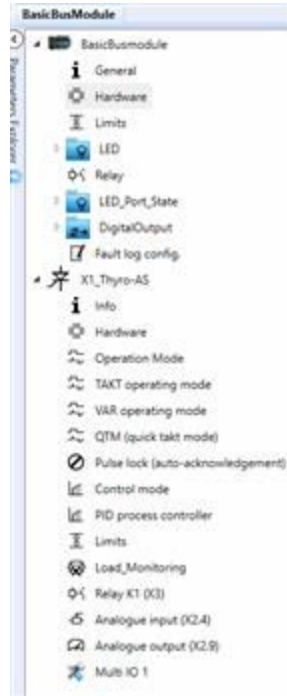 BasicBusModule
BasicBusmodule
General
Hardware
Limits
LED
Relay
LED_Port_State
DigitalOutput
Fault log config.
X1_Thyro-AS
Info
Hardware
Operation Mode
TAKT operating mode
VAR operating mode
QTM (quick takt mode)
Pulse lock (auto-acknowledgement)
Control mode
PID process controller
Limits
Load_Monitoring
Relay K1 (X3)
Analogue input (X2.4)
Analogue output (X2.9)
Multi IO 1